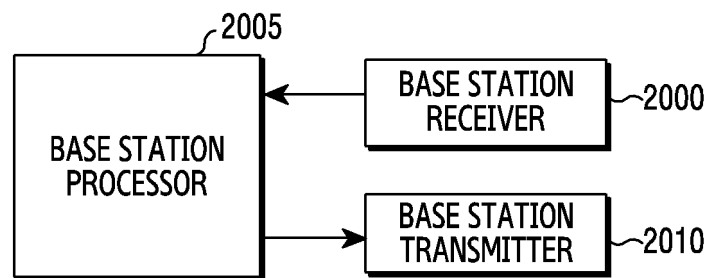 2005
BASE STATION
PROCESSOR
BASE STATION
RECEIVER
2000
BASE STATION
TRANSMITTER
2010